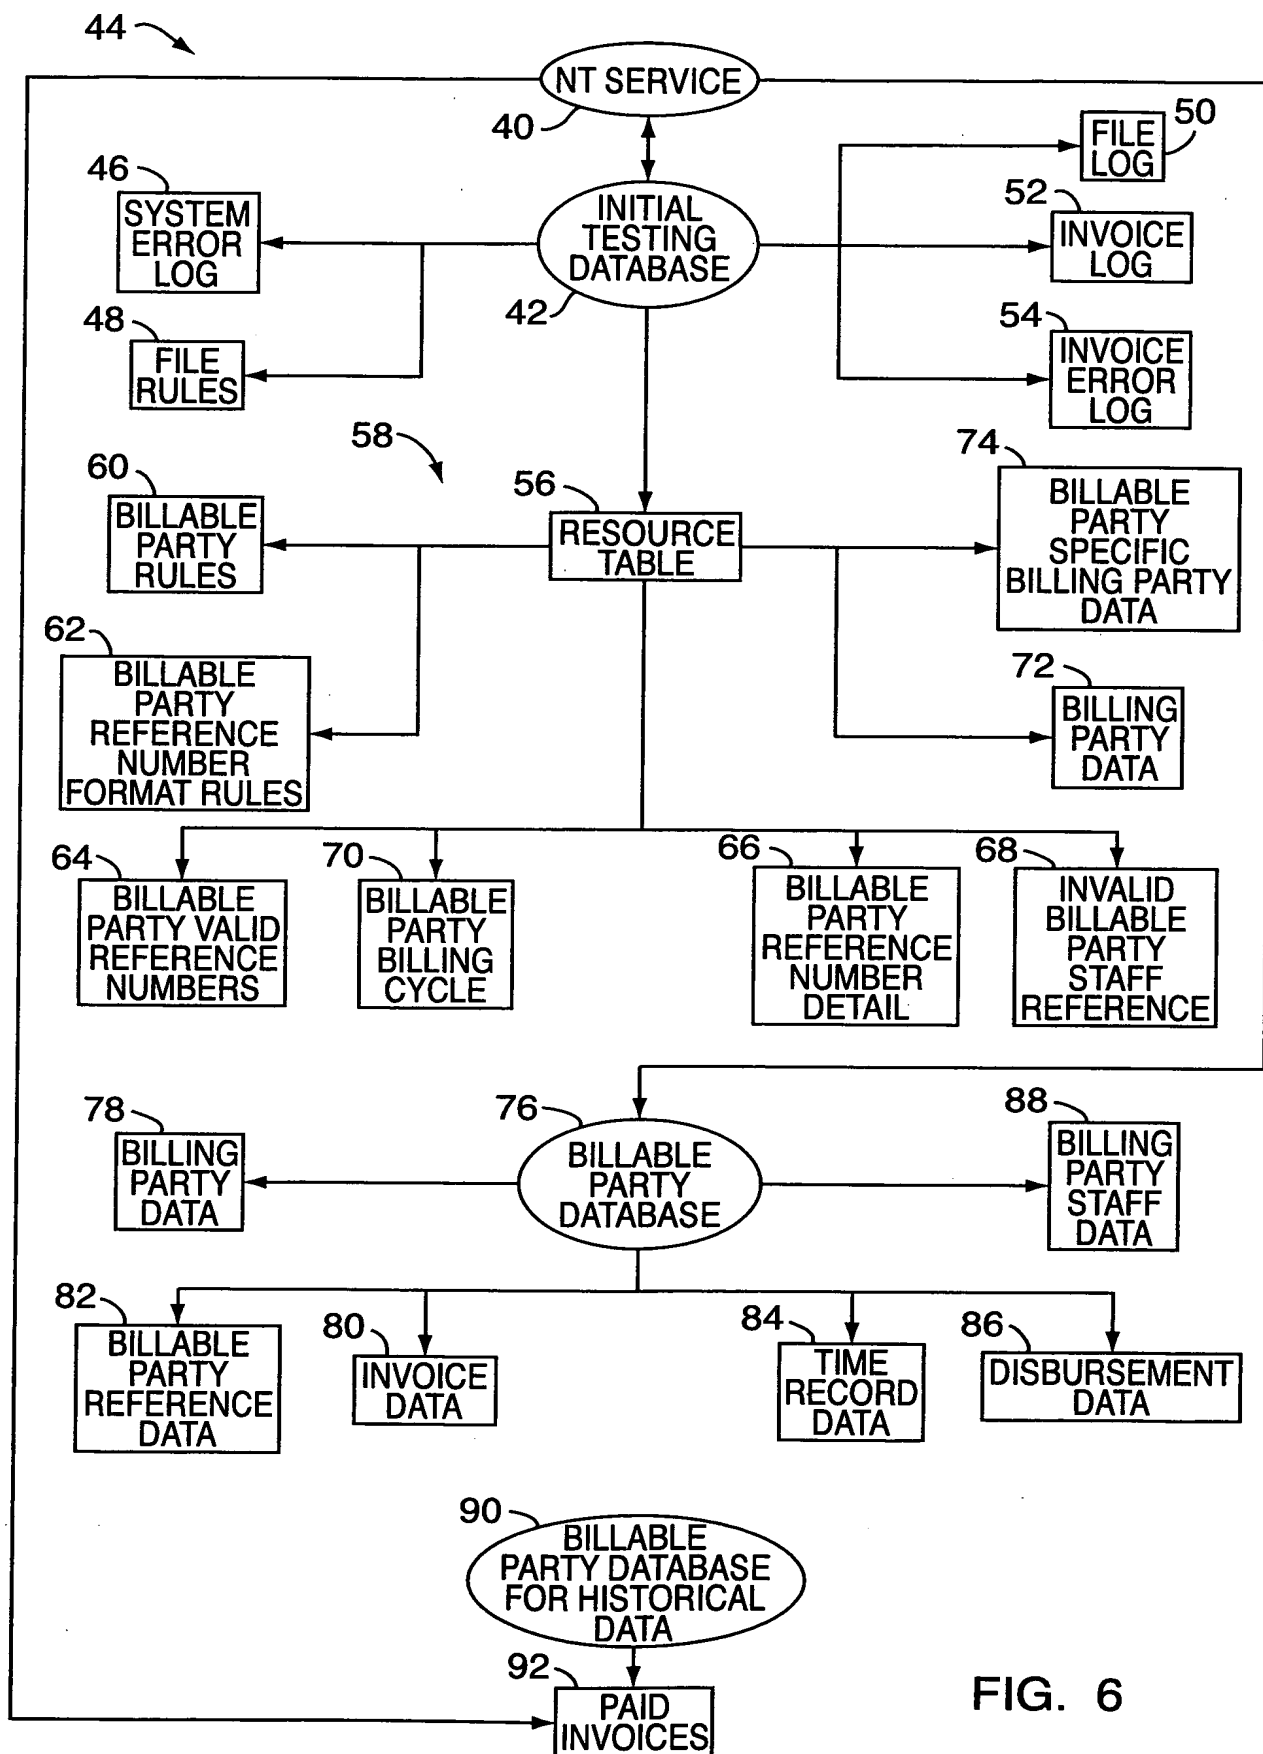 44
NT SERVICE
40
46
SYSTEM
ERROR
LOG
INITIAL
TESTING
DATABASE
42
FILE
LOG
50
52
INVOICE
LOG
48
FILE
RULES
54
INVOICE
ERROR
LOG
58
60
BILLABLE
PARTY
RULES
56
RESOURCE
TABLE
74
BILLABLE
PARTY
SPECIFIC
BILLING PARTY
DATA
62
BILLABLE
PARTY
REFERENCE
NUMBER
FORMAT RULES
72
BILLING
PARTY
DATA
64
BILLABLE
PARTY VALID
REFERENCE
NUMBERS
70
BILLABLE
PARTY
BILLING
CYCLE
66
BILLABLE
PARTY
REFERENCE
NUMBER
DETAIL
68
INVALID
BILLABLE
PARTY
STAFF
REFERENCE
78
BILLING
PARTY
DATA
76
BILLABLE
PARTY
DATABASE
88
BILLING
PARTY
STAFF
DATA
82
BILLABLE
PARTY
REFERENCE
DATA
80
INVOICE
DATA
84
TIME
RECORD
DATA
86
DISBURSEMENT
DATA
90
BILLABLE
PARTY DATABASE
FOR HISTORICAL
DATA
92
PAID
INVOICES
FIG. 6